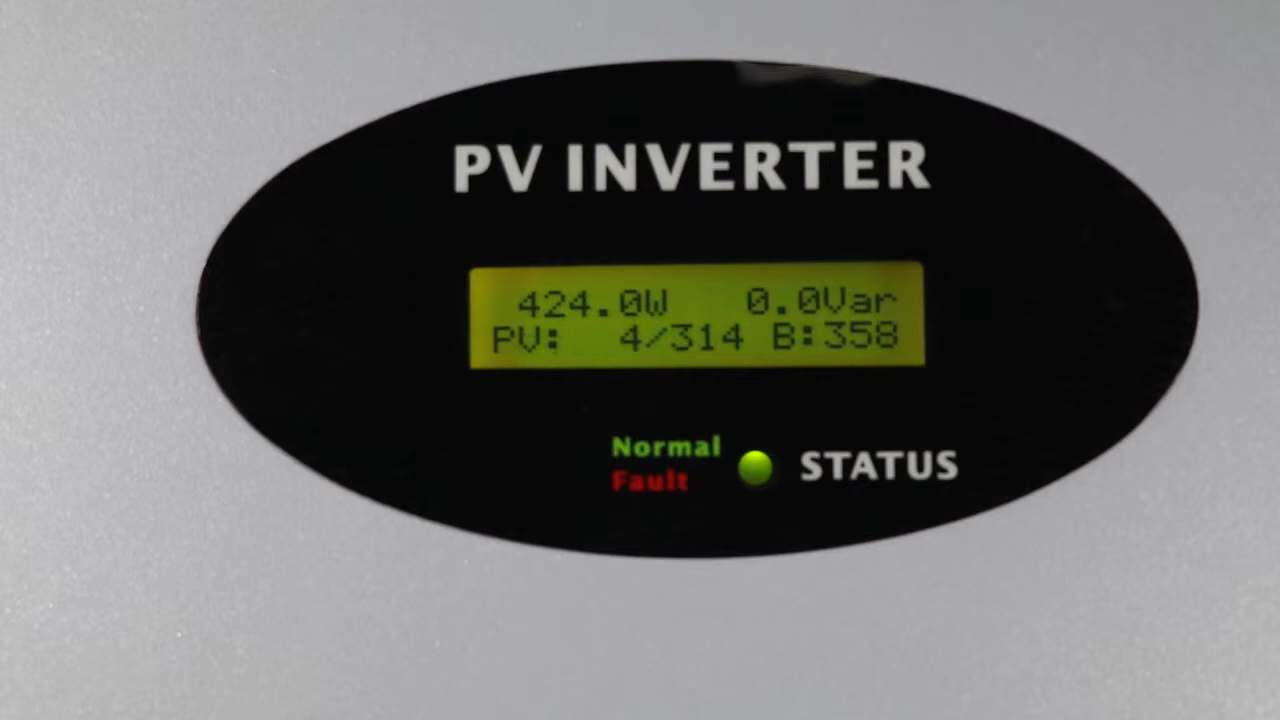 PV INVERTER
424.0W 0.0Var
PV: 4/314 B:358
Normal
Fault
STATUS